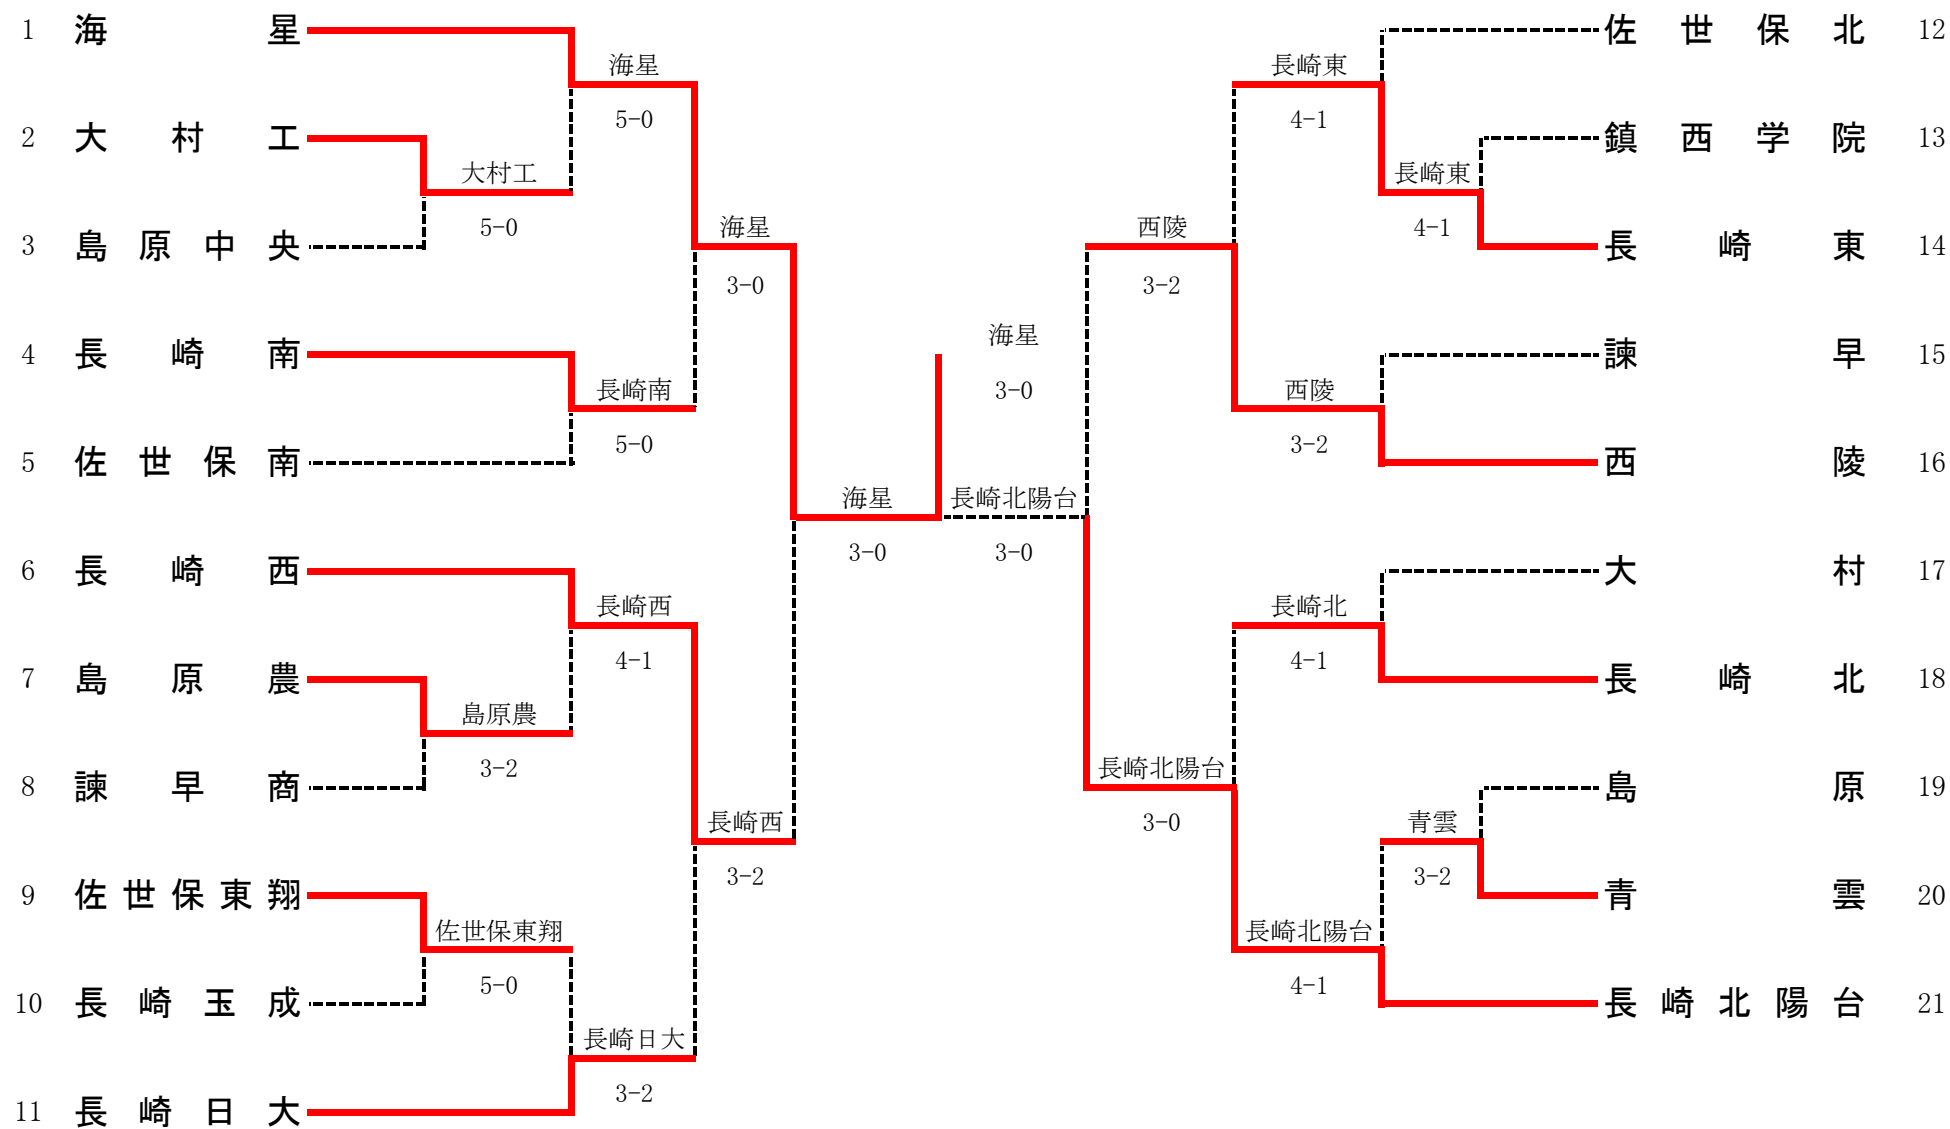 1 海星
2 大村工
3 島原中央
4 長崎南
5 佐世保南
6 長崎西
7 島原農
8 諫早商
9 佐世保東翔
10 長崎玉成
11 長崎日大
大村工
5-0
島原農
3-2
佐世保東翔
5-0
海星
5-0
長崎南
5-0
長崎西
4-1
長崎日大
3-2
海星
3-0
長崎西
3-2
海星
3-0
海星
3-0
長崎北陽台
3-0
西陵
3-2
長崎北陽台
3-0
長崎東
4-1
西陵
3-2
長崎北
4-1
長崎北陽台
4-1
長崎東
4-1
青雲
3-2
佐世保北 12
鎮西学院 13
長崎東 14
諫早 15
西陵 16
大村 17
長崎北 18
島原 19
青雲 20
長崎北陽台 21